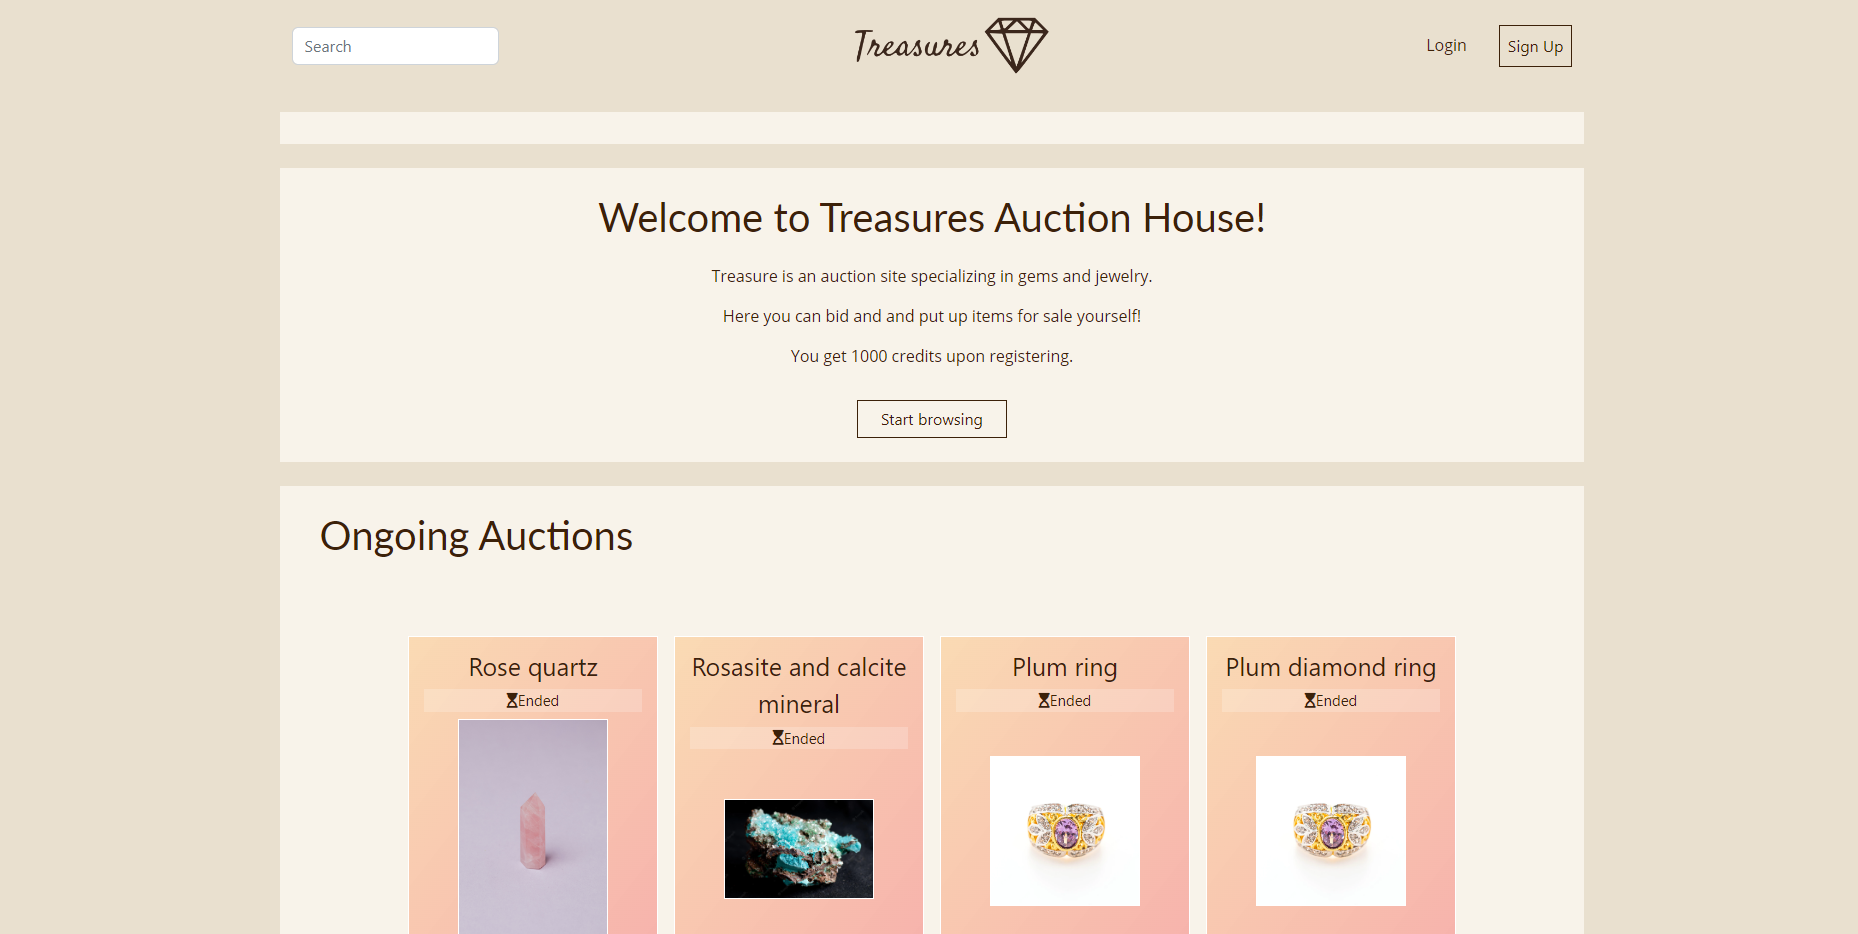 Search
Treasures
Login
Sign Up
Welcome to Treasures Auction House!
Treasure is an auction site specializing in gems and jewelry.
Here you can bid and and put up items for sale yourself!
You get 1000 credits upon registering.
Start browsing
Ongoing Auctions
Rose quartz
Ended
Rosasite and calcite
mineral
Ended
Plum ring
Ended
Plum diamond ring
Ended